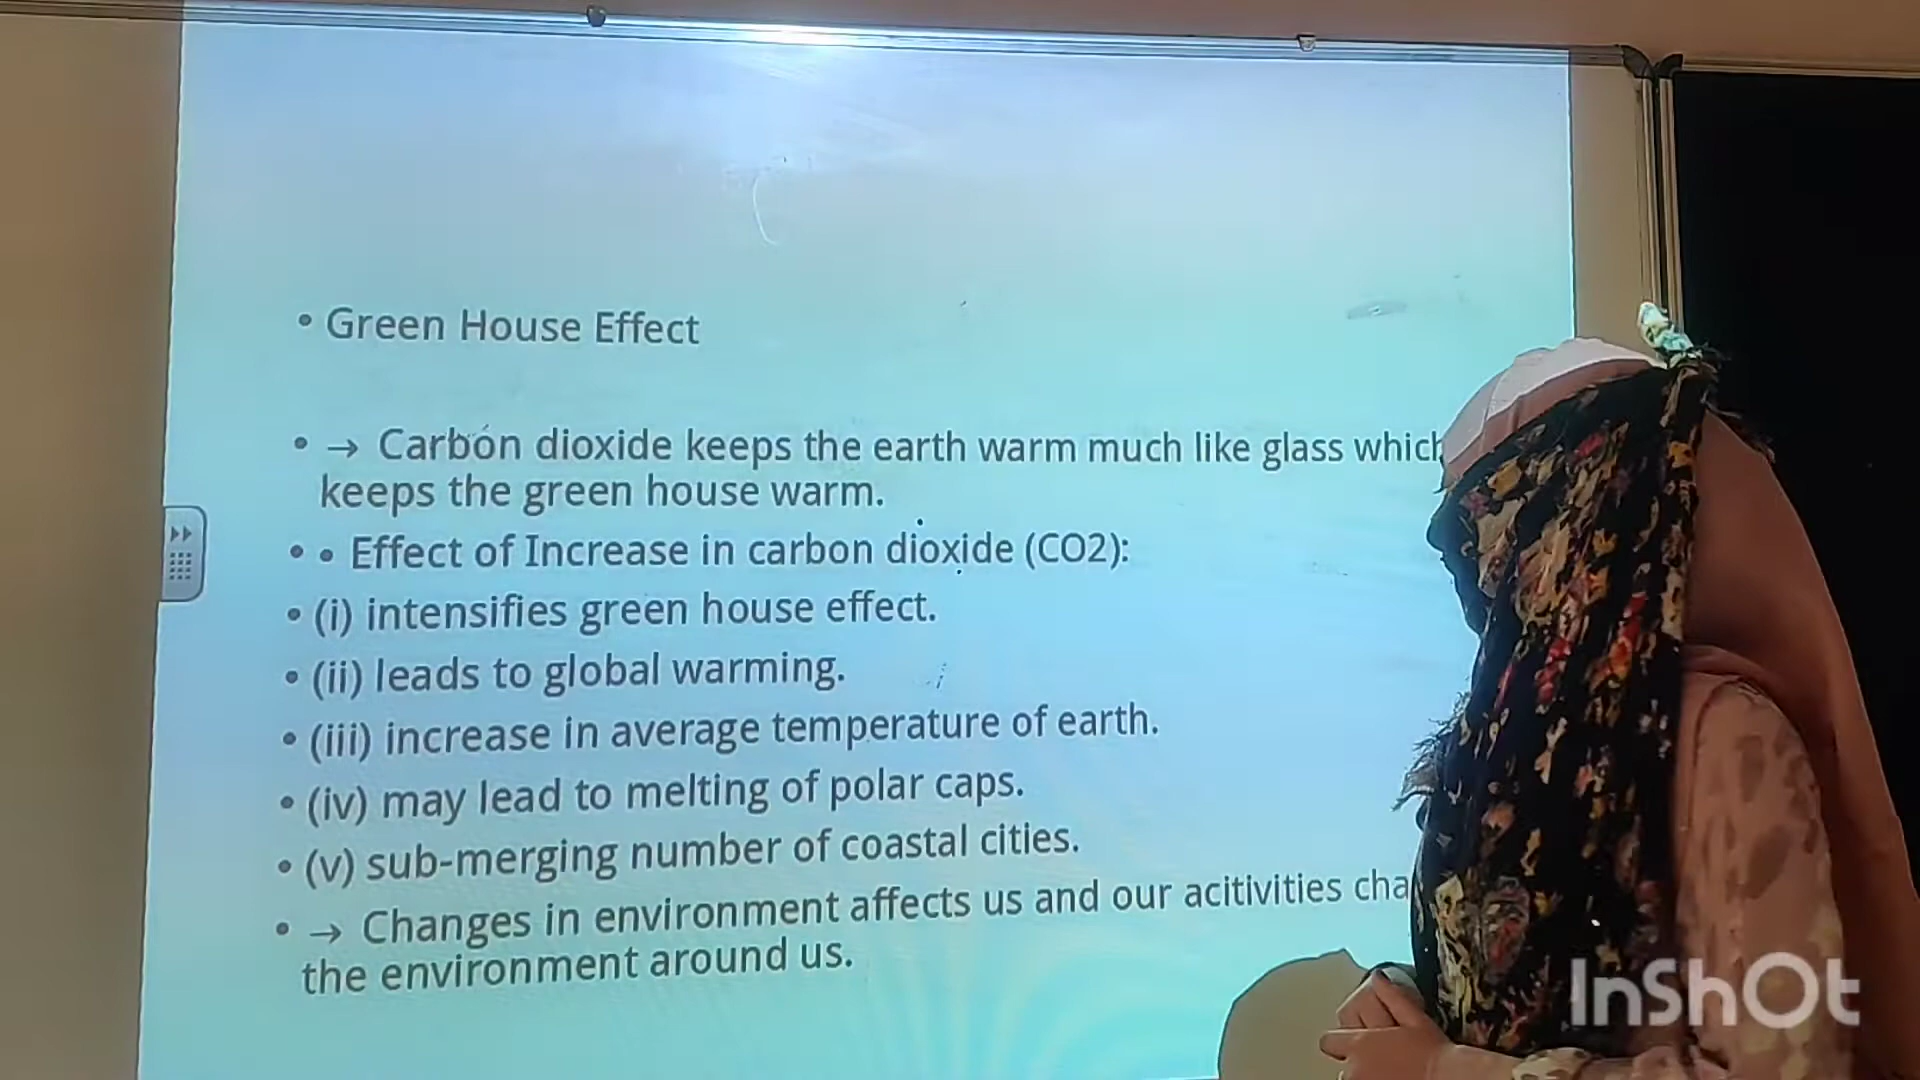 • Green House Effect
• → Carbon dioxide keeps the earth warm much like glass
keeps the green house warm.
• • Effect of Increase in carbon dioxide (CO2):
• (i) intensifies green house effect.
• (ii) leads to global warming.
• (iii) increase in average temperature of earth.
• (iv) may lead to melting of polar caps.
• (v) sub-merging number of coastal cities.
• → Changes in environment affects us and our acitivities
the environment around us.
InShOt